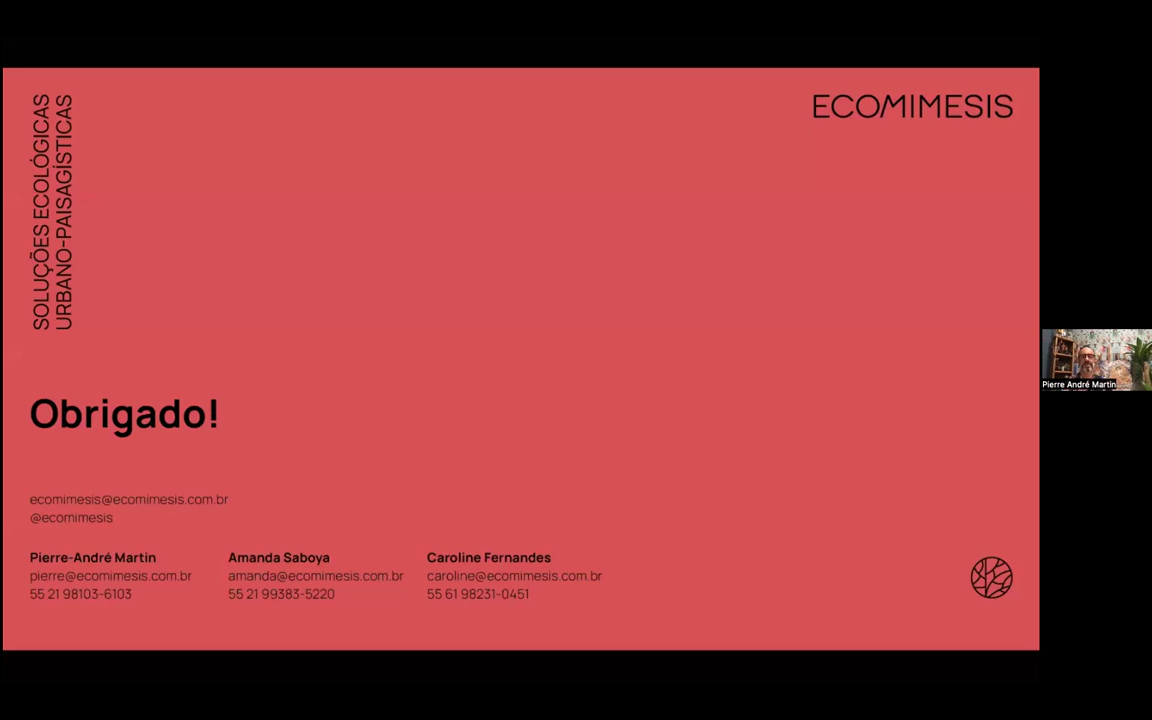 SOLUÇÕES ECOLÓGICAS
URBANO-PAISAGÍSTICAS
ECOMIMESIS
Obrigado!
ecomimesis@ecomimesis.com.br
@ecomimesis
Pierre-André Martin
pierre@ecomimesis.com.br
55 21 98103-6103
Amanda Saboya
amanda@ecomimesis.com.br
55 21 99383-5220
Caroline Fernandes
caroline@ecomimesis.com.br
55 61 98231-0451
Pierre André Martin